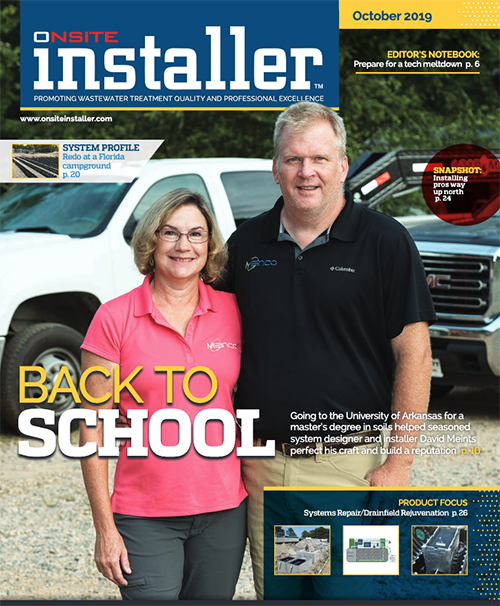 October 2019
ONSITE
installer™
PROMOTING WASTEWATER TREATMENT QUALITY AND PROFESSIONAL EXCELLENCE
www.onsiteinstaller.com
EDITOR'S NOTEBOOK:
Prepare for a tech meltdown p. 6
SYSTEM PROFILE
Redo at a Florida
campground
p. 20
SNAPSHOT:
Installing
pros way
up north
p. 24
Columbia
GMC
BACK TO
SCHOOL
Going to the University of Arkansas for a
master's degree in soils helped seasoned
system designer and installer David Meints
perfect his craft and build a reputation p. 10
PRODUCT FOCUS
Systems Repair/Drainfield Rejuvenation p. 26